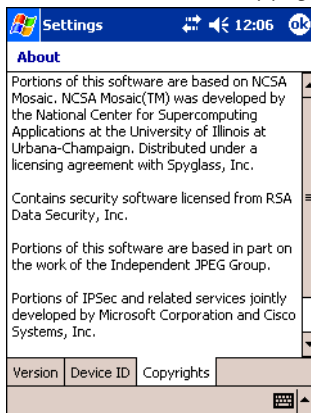 Settings 12:06 ok
About
Portions of this software are based on NCSA
Mosaic. NCSA Mosaic(TM) was developed by
the National Center for Supercomputing
Applications at the University of Illinois at
Urbana-Champaign. Distributed under a
licensing agreement with Spyglass, Inc.
Contains security software licensed from RSA
Data Security, Inc.
Portions of this software are based in part on
the work of the Independent JPEG Group.
Portions of IPSec and related services jointly
developed by Microsoft Corporation and Cisco
Systems, Inc.
Version Device ID Copyrights